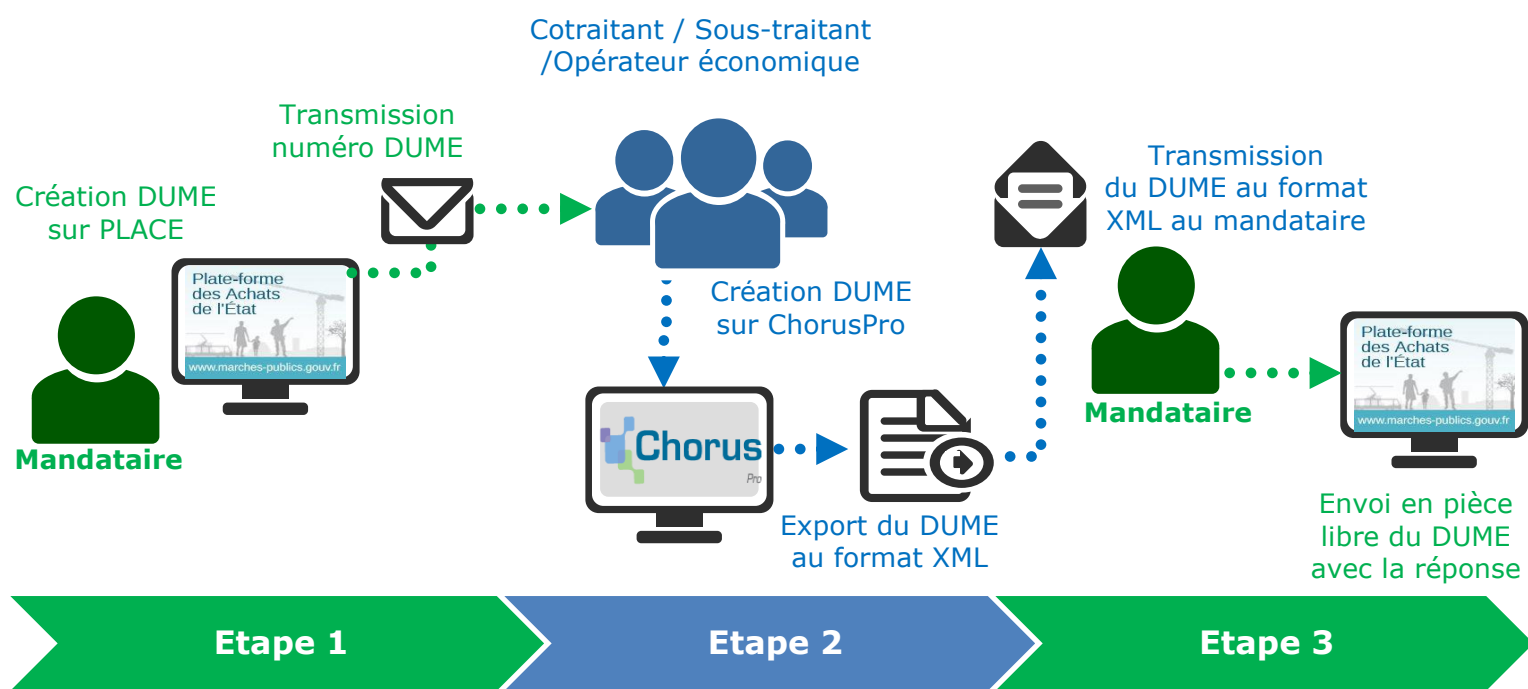 Cotraitant / Sous-traitant
/Opérateur économique
Transmission
numéro DUME
Création DUME
sur PLACE
Plate-forme
des Achats
de l'État
www.marches-publics.gouv.fr
Mandataire
Création DUME
sur ChorusPro
Chorus
Pro
Export du DUME
au format XML
Transmission
du DUME au format
XML au mandataire
Mandataire
Plate-forme
des Achats
de l'État
www.marches-publics.gouv.fr
Envoi en pièce
libre du DUME
avec la réponse
Etape 1
Etape 2
Etape 3